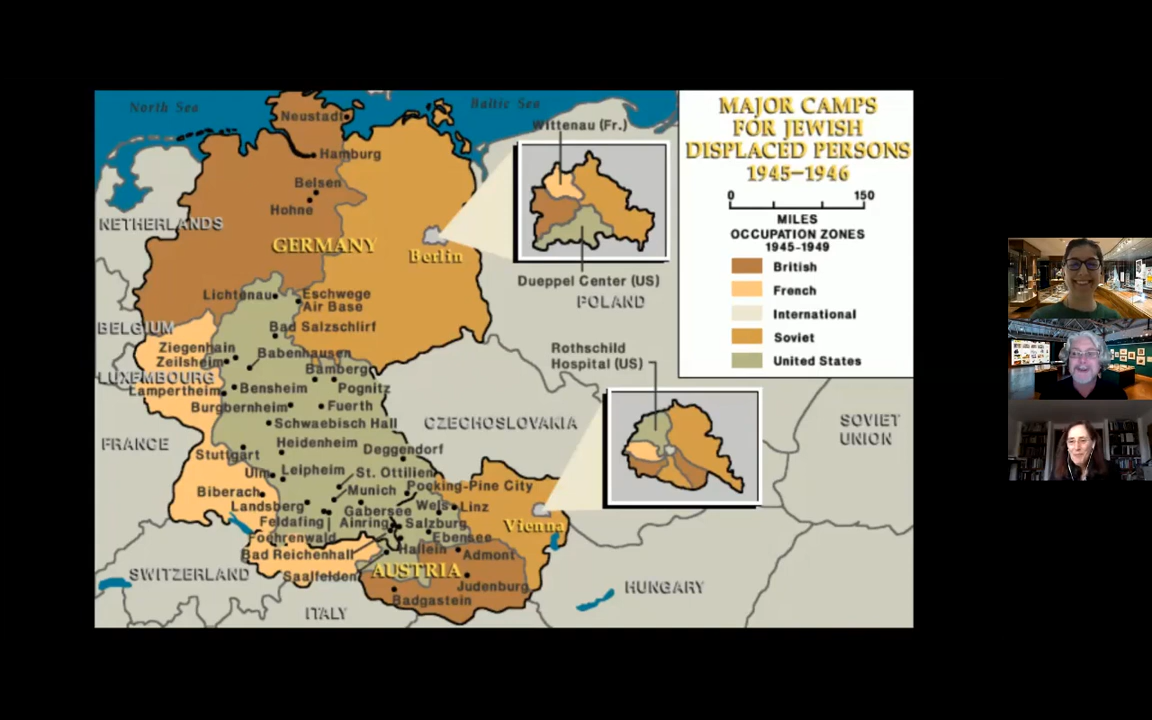 North Sea
Baltic Sea
MAJOR CAMPS
FOR JEWISH
DISPLACED PERSONS
1945–1946
0 150
MILES
OCCUPATION ZONES
1945-1949
British
French
International
Soviet
United States
Neustadt
Wittenau (Fr.)
Hamburg
Belsen
Hohne
NETHERLANDS
GERMANY
Berlin
Dueppel Center (US)
POLAND
Lichtenau
Eschwege
Air Base
BELGIUM
Bad Salzschlirf
Ziegenhain
Zeilsheim
Babenhausen
Rothschild
Hospital (US)
LUXEMBOURG
Bamberg
Lampertheim
Bensheim
Pognitz
Burgbernheim
Fuerth
Schwaebisch Hall
CZECHOSLOVAKIA
SOVIET
UNION
FRANCE
Heidenheim
Deggendorf
Stuttgart
Ulm
Leipheim
St. Ottilien
Biberach
Munich
Pocking-Pine City
Landsberg
Gabersee
Wels
Linz
Feldafing
Ainring
Salzburg
Vienna
Foehrenwald
Ebensee
Bad Reichenhall
Hallein
Admont
SWITZERLAND
Saalfelden
AUSTRIA
Judenburg
HUNGARY
Badgastein
ITALY